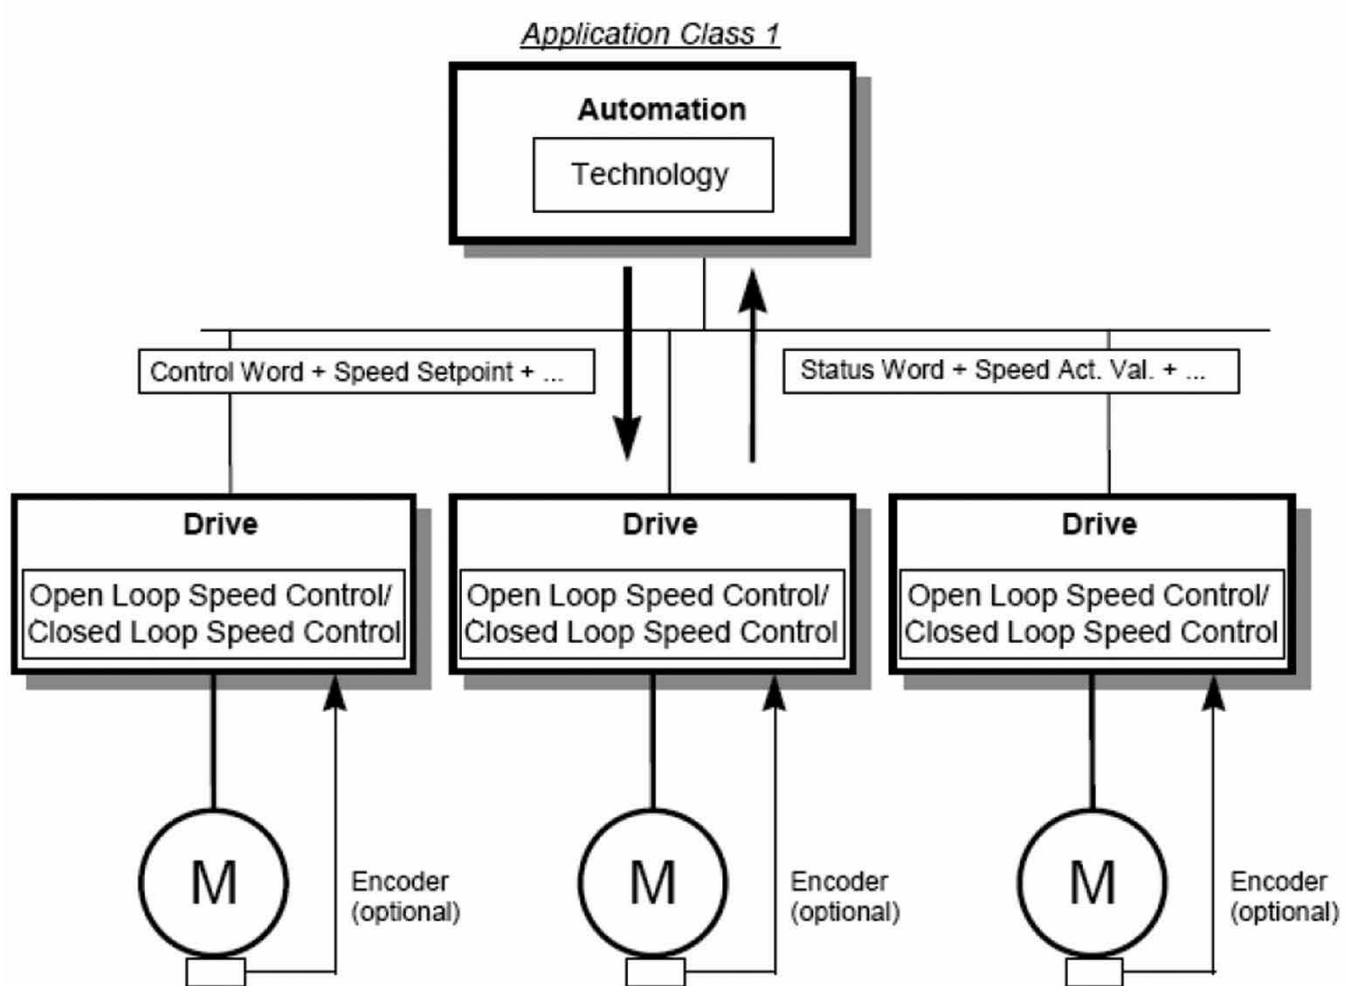 Application Class 1
Automation
Technology
Control Word + Speed Setpoint + ...
Status Word + Speed Act. Val. + ...
Drive
Open Loop Speed Control/
Closed Loop Speed Control
Drive
Open Loop Speed Control/
Closed Loop Speed Control
Drive
Open Loop Speed Control/
Closed Loop Speed Control
M
Encoder
(optional)
M
Encoder
(optional)
M
Encoder
(optional)